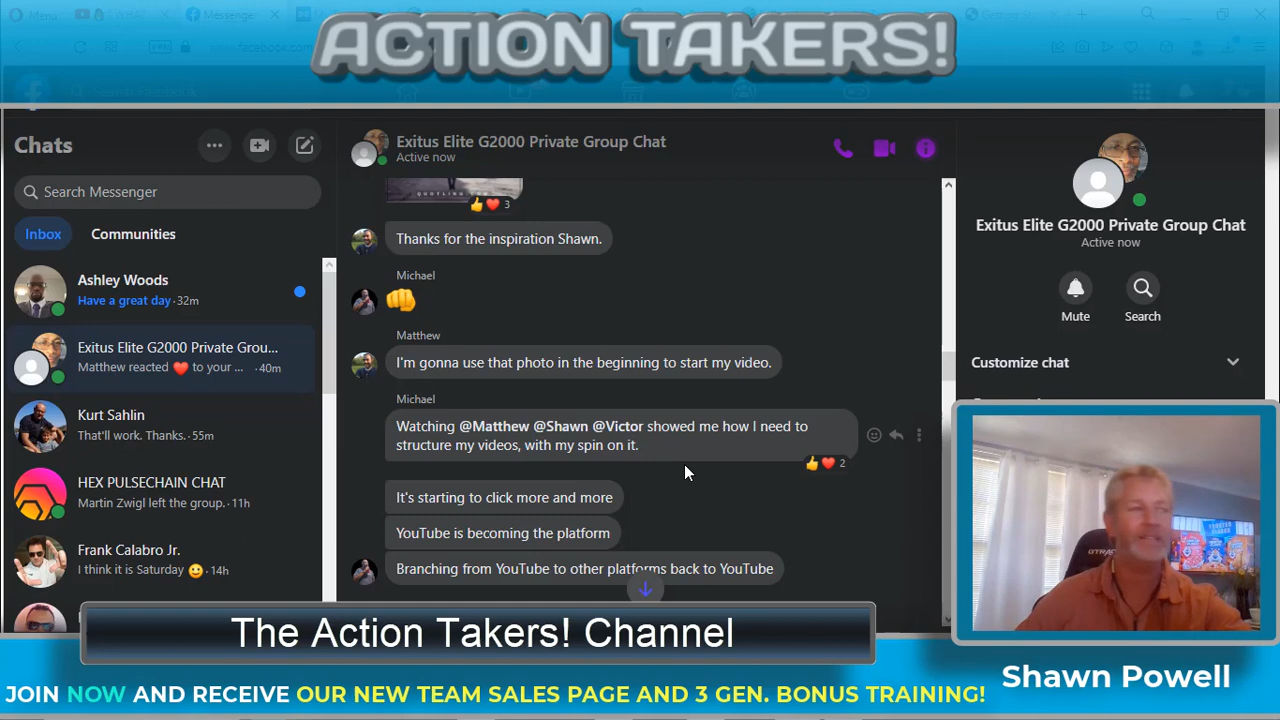 Messenger
ACTION TAKERS!
Chats
Search Messenger
Inbox
Communities
Ashley Woods
Have a great day · 32m
Exitus Elite G2000 Private Grou...
Matthew reacted ❤️ to your ... · 40m
Kurt Sahlin
That'll work. Thanks. · 55m
HEX PULSECHAIN CHAT
Martin Zwigl left the group. · 11h
Frank Calabro Jr.
I think it is Saturday 😀 · 14h
Exitus Elite G2000 Private Group Chat
Active now
👍❤️ 3
Thanks for the inspiration Shawn.
Michael
👊
Matthew
I'm gonna use that photo in the beginning to start my video.
Michael
Watching @Matthew @Shawn @Victor showed me how I need to
structure my videos, with my spin on it.
👍❤️ 2
It's starting to click more and more
YouTube is becoming the platform
Branching from YouTube to other platforms back to YouTube
Exitus Elite G2000 Private Group Chat
Active now
Mute
Search
Customize chat
The Action Takers! Channel
Shawn Powell
JOIN NOW AND RECEIVE OUR NEW TEAM SALES PAGE AND 3 GEN. BONUS TRAINING!